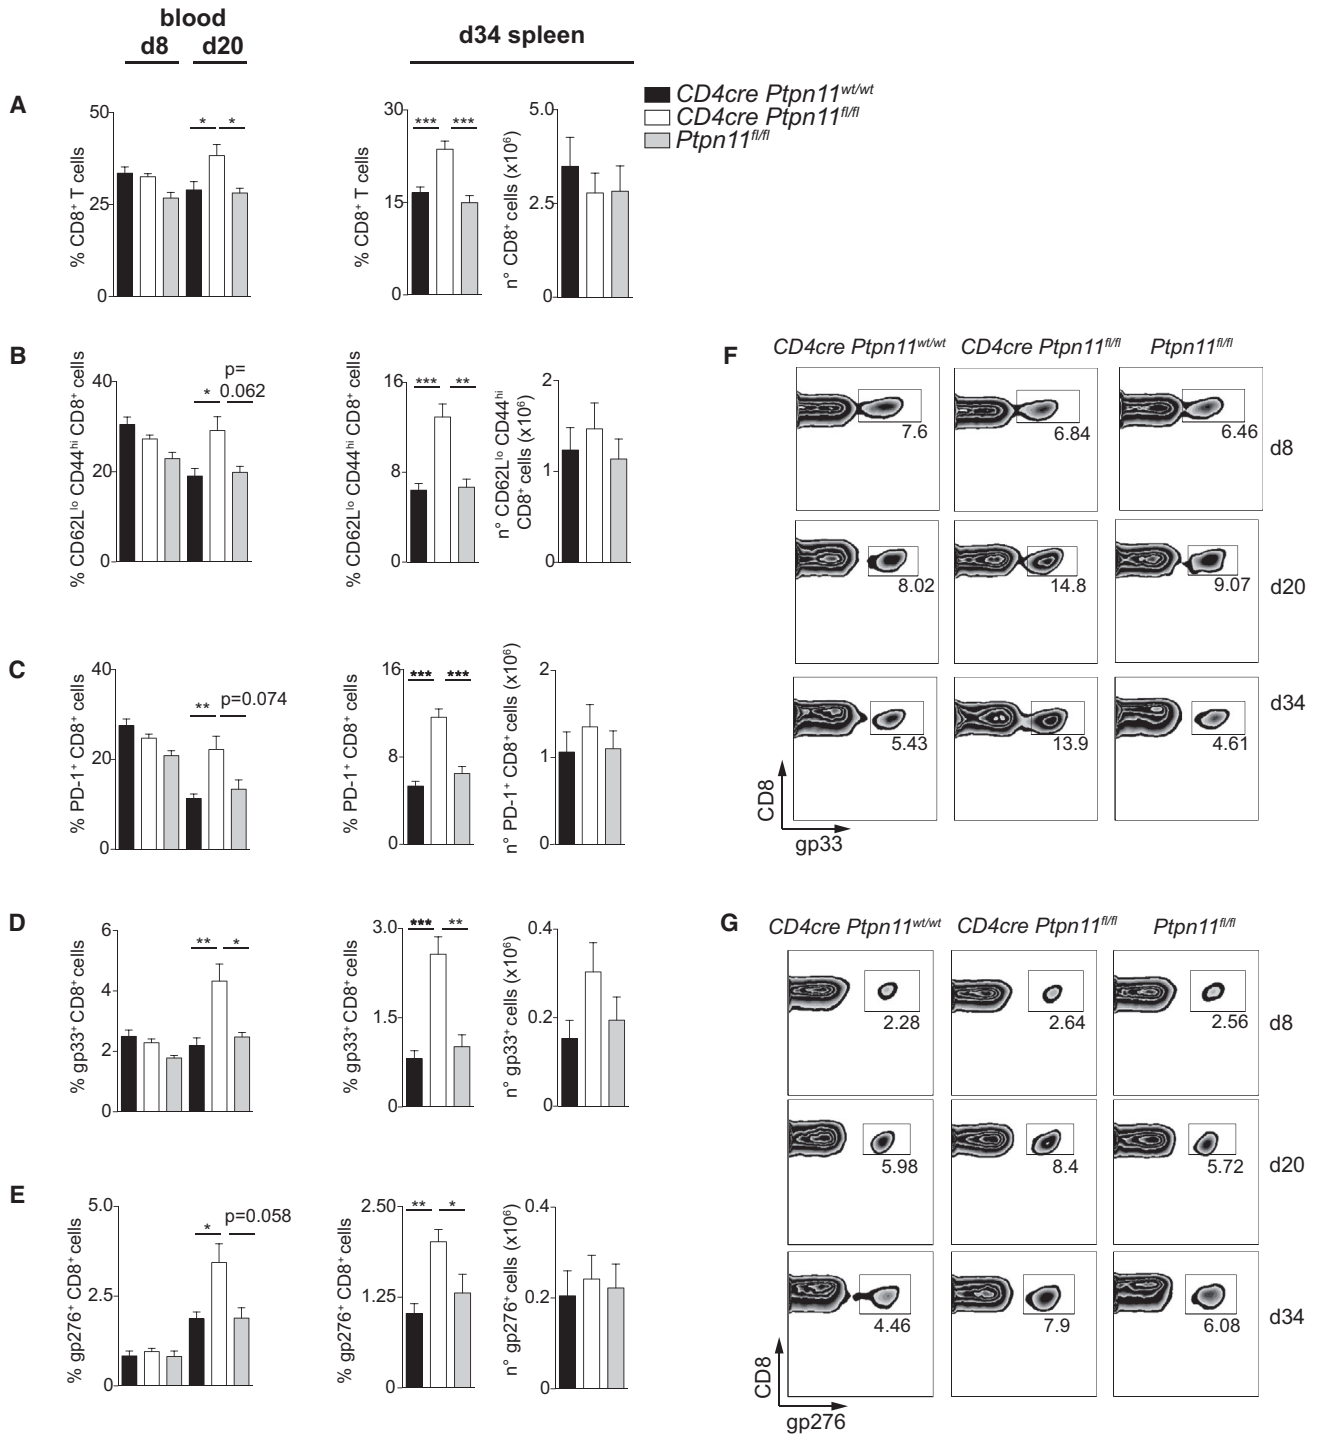 blood
d8 d20
d34 spleen
CD4cre Ptpn11wt/wt
CD4cre Ptpn11fl/fl
Ptpn11fl/fl
A
% CD8+ T cells
50
25
0
* *
% CD8+ T cells
30
15
0
*** ***
n° CD8+ cells (x10⁶)
5.0
2.5
0
B
% CD62Llo CD44hi CD8+ cells
40
20
0
*
p=
0.062
% CD62Llo CD44hi CD8+ cells
16
8
0
*** **
n° CD62Llo CD44hi
CD8+ cells (x10⁶)
2
1
0
C
% PD-1+ CD8+ cells
40
20
0
** p=0.074
% PD-1+ CD8+ cells
16
8
0
*** ***
n° PD-1+ CD8+ cells (x10⁶)
2
1
0
D
% gp33+ CD8+ cells
6
4
2
0
** *
% gp33+ CD8+ cells
3.0
1.5
0
*** **
n° gp33+ cells (x10⁶)
0.4
0.2
0
E
% gp276+ CD8+ cells
5.0
2.5
0
* p=0.058
% gp276+ CD8+ cells
2.50
1.25
0
** *
n° gp276+ cells (x10⁶)
0.4
0.2
0
F
CD4cre Ptpn11wt/wt CD4cre Ptpn11fl/fl Ptpn11fl/fl
7.6 6.84 6.46 d8
8.02 14.8 9.07 d20
5.43 13.9 4.61 d34
CD8
gp33
G
CD4cre Ptpn11wt/wt CD4cre Ptpn11fl/fl Ptpn11fl/fl
2.28 2.64 2.56 d8
5.98 8.4 5.72 d20
4.46 7.9 6.08 d34
CD8
gp276